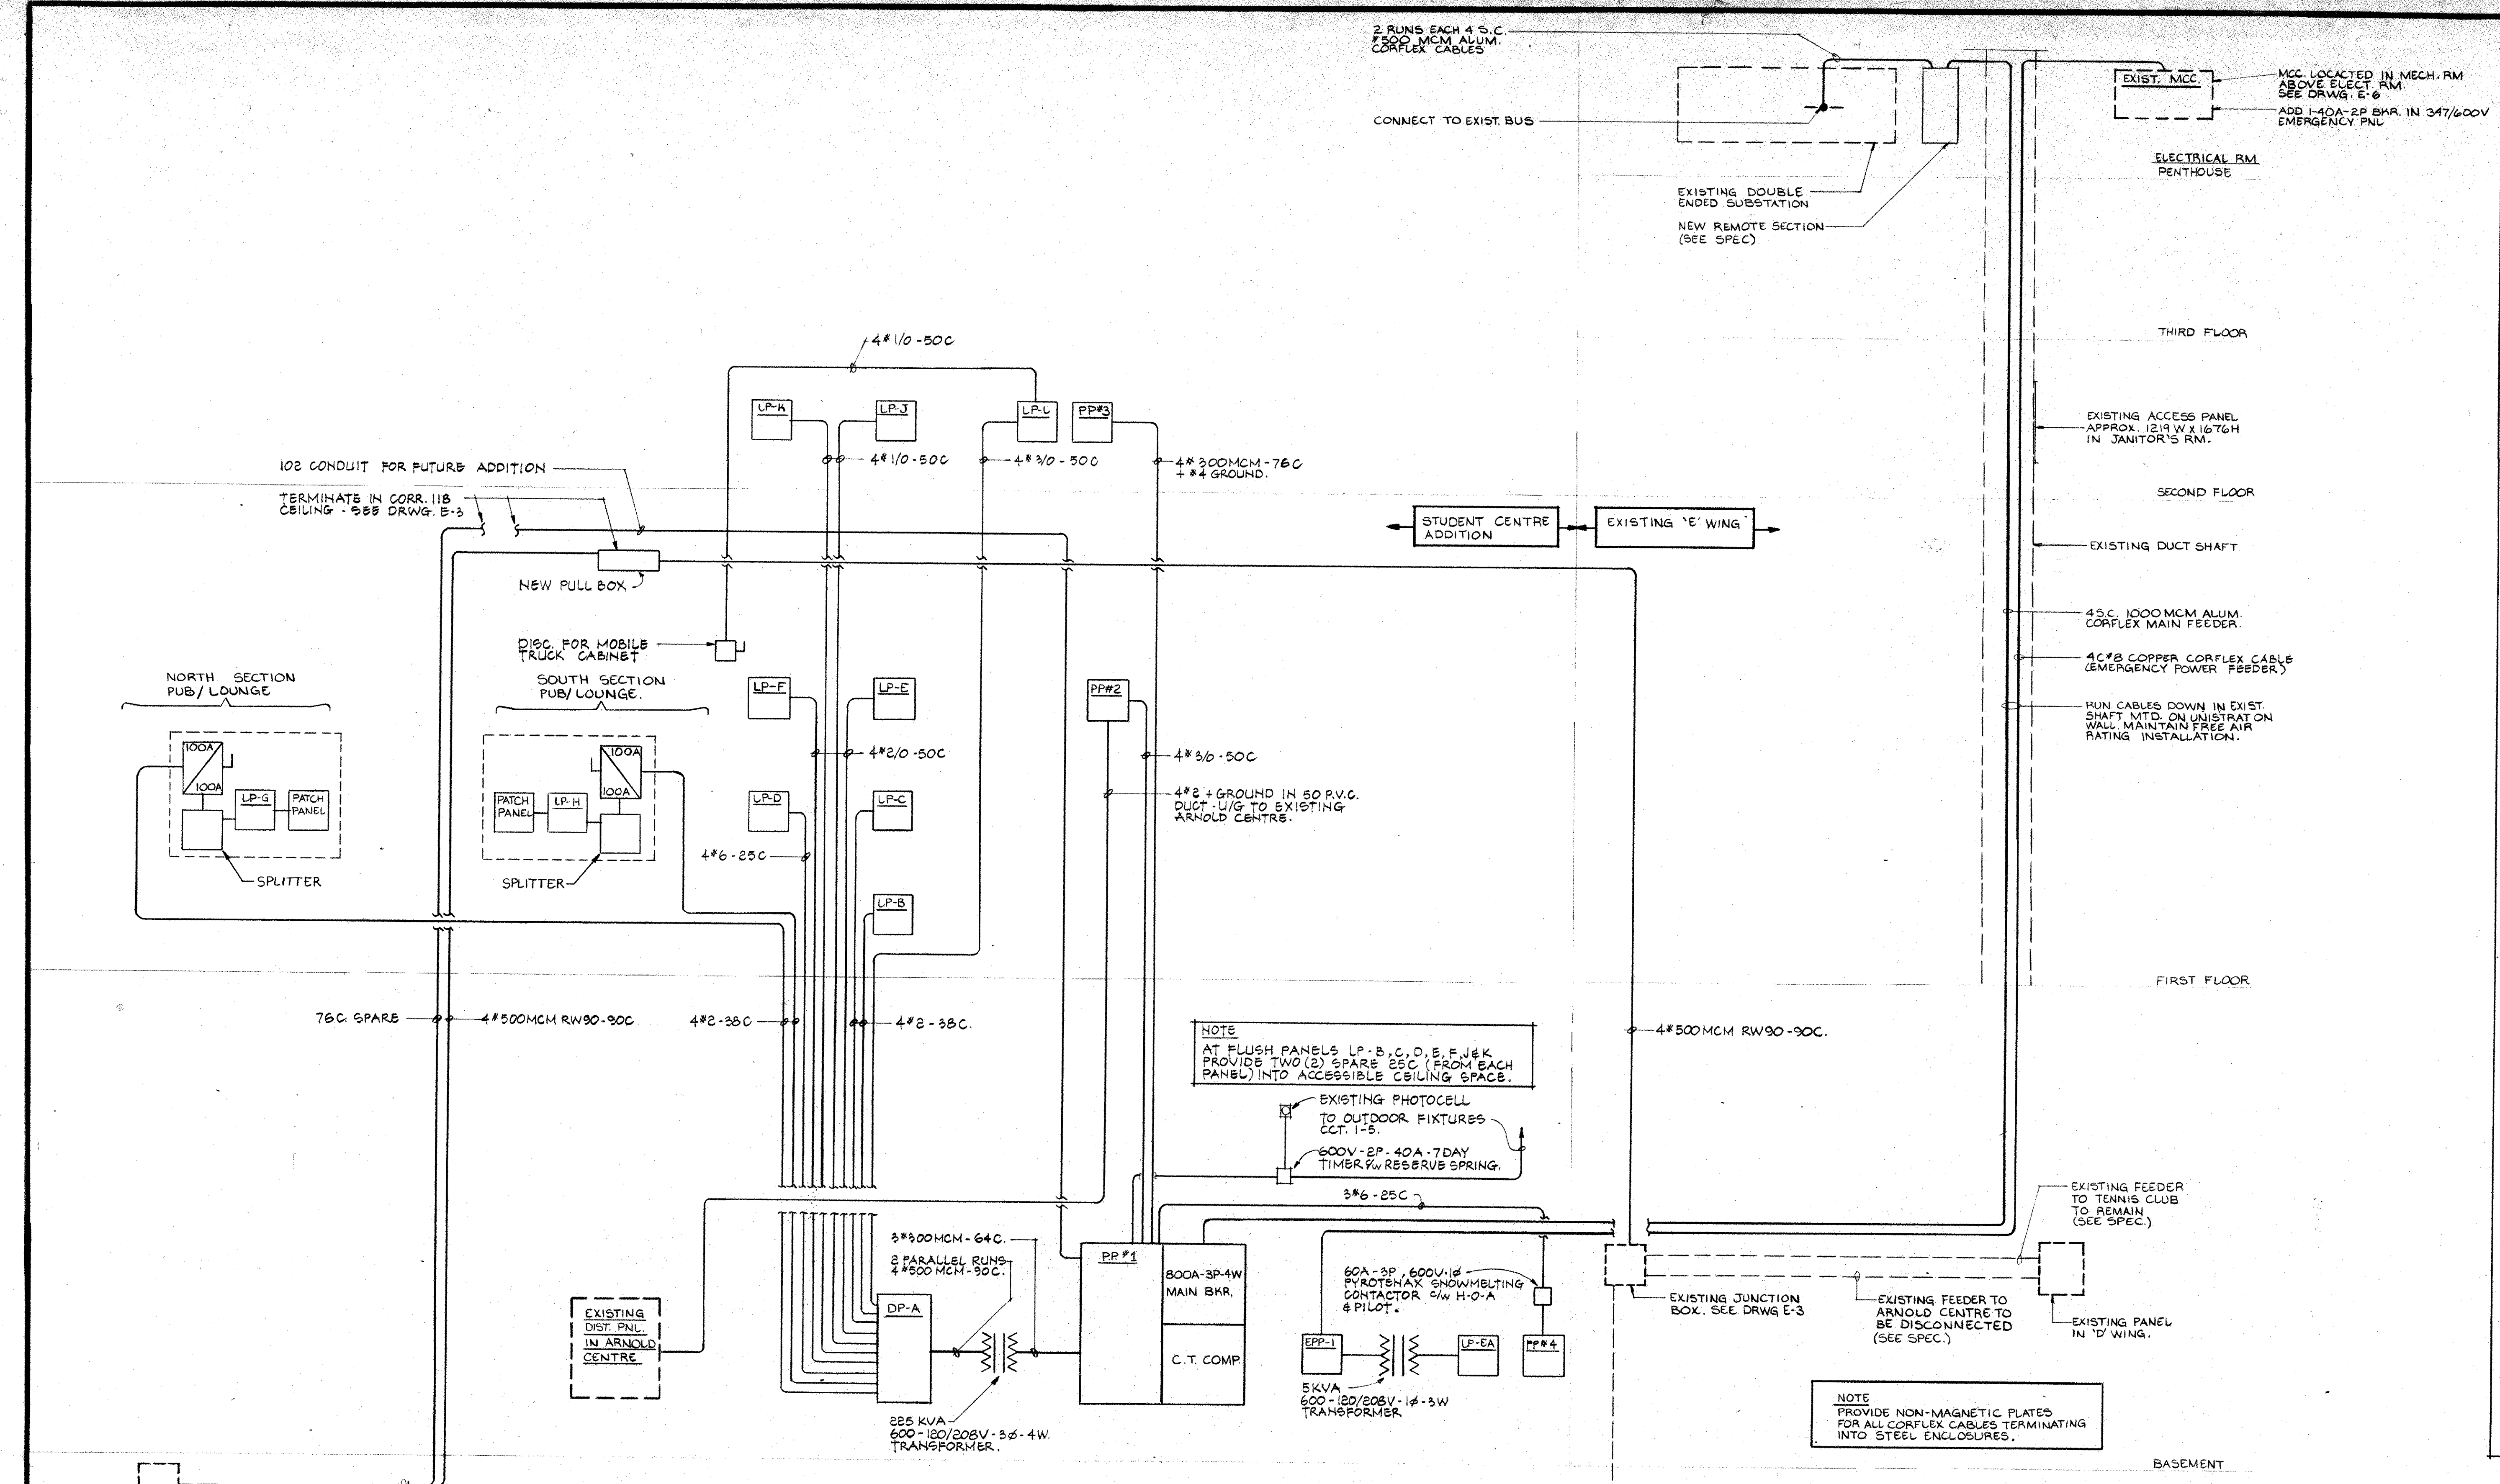 2 RUNS EACH 4 S.C.
#500 MCM ALUM.
CORFLEX CABLES
CONNECT TO EXIST. BUS
EXISTING DOUBLE
ENDED SUBSTATION
NEW REMOTE SECTION
(SEE SPEC)
EXIST. MCC.
MCC. LOCACTED IN MECH. RM
ABOVE ELECT. RM.
SEE DRWG. E-6
ADD 1-40A-2P BKR. IN 347/600V
EMERGENCY PNL
ELECTRICAL RM
PENTHOUSE
THIRD FLOOR
4#1/0-50C
LP-K
LP-J
LP-L
PP#3
4#1/0-50C
4#3/0-50C
4#300MCM-76C
+ #4 GROUND.
EXISTING ACCESS PANEL
APPROX. 1219 W X 1676H
IN JANITOR'S RM.
102 CONDUIT FOR FUTURE ADDITION
TERMINATE IN CORR. 118
CEILING - SEE DRWG. E-3
SECOND FLOOR
STUDENT CENTRE
ADDITION
EXISTING 'E' WING
EXISTING DUCT SHAFT
NEW PULL BOX
4S.C. 1000 MCM ALUM.
CORFLEX MAIN FEEDER.
DISC. FOR MOBILE
TRUCK CABINET
4C#8 COPPER CORFLEX CABLE
(EMERGENCY POWER FEEDER)
NORTH SECTION
PUB/LOUNGE
SOUTH SECTION
PUB/LOUNGE.
LP-F
LP-E
PP#2
RUN CABLES DOWN IN EXIST.
SHAFT MTD. ON UNISTRAT ON
WALL. MAINTAIN FREE AIR
RATING INSTALLATION.
100A
100A
LP-G
PATCH
PANEL
SPLITTER
100A
100A
PATCH
PANEL
LP-H
SPLITTER
4#2/0-50C
4#3/0-50C
LP-D
LP-C
4#2 + GROUND IN 50 P.V.C.
DUCT - U/G TO EXISTING
ARNOLD CENTRE.
4#6-25C
LP-B
FIRST FLOOR
76C. SPARE
4#500MCM RW90-90C
4#2-38C
4#2-38C.
4#500MCM RW90-90C.
NOTE
AT FLUSH PANELS LP-B,C,D,E,F,J&K
PROVIDE TWO (2) SPARE 25C (FROM EACH
PANEL) INTO ACCESSIBLE CEILING SPACE.
EXISTING PHOTOCELL
TO OUTDOOR FIXTURES
CCT. 1-5.
600V-2P-40A-7DAY
TIMER c/w RESERVE SPRING.
3#6-25C
EXISTING FEEDER
TO TENNIS CLUB
TO REMAIN
(SEE SPEC.)
3#300MCM-64C.
2 PARALLEL RUNS
4#500 MCM-90C.
P.P. #1
800A-3P-4W
MAIN BKR.
C.T. COMP.
60A-3P, 600V-1ø
PYROTENAX SNOWMELTING
CONTACTOR c/w H-O-A
& PILOT.
EXISTING JUNCTION
BOX. SEE DRWG E-3
EXISTING FEEDER TO
ARNOLD CENTRE TO
BE DISCONNECTED
(SEE SPEC.)
EXISTING PANEL
IN 'D' WING.
EXISTING
DIST. PNL.
IN ARNOLD
CENTRE
DP-A
EPP-1
LP-EA
PP#4
5KVA
600-120/208V-1ø-3W
TRANSFORMER
225 KVA
600-120/208V-3ø-4W.
TRANSFORMER.
NOTE
PROVIDE NON-MAGNETIC PLATES
FOR ALL CORFLEX CABLES TERMINATING
INTO STEEL ENCLOSURES.
BASEMENT